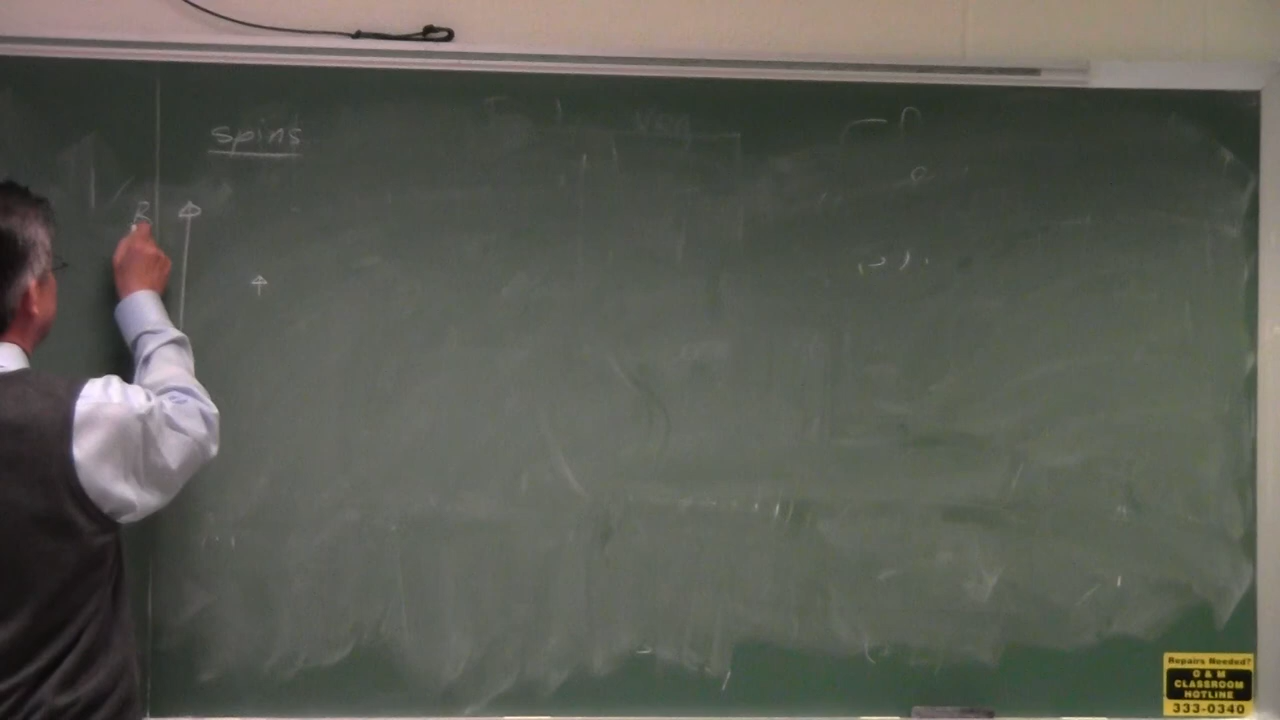 Spins
B
Repairs Needed?
O & M
CLASSROOM
HOTLINE
333-0340